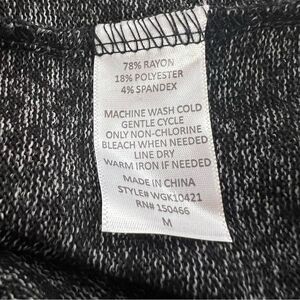 78% RAYON
18% POLYESTER
4% SPANDEX
MACHINE WASH COLD
GENTLE CYCLE
ONLY NON-CHLORINE
BLEACH WHEN NEEDED
LINE DRY
WARM IRON IF NEEDED
MADE IN CHINA
STYLE# WGK10421
RN# 150466
M